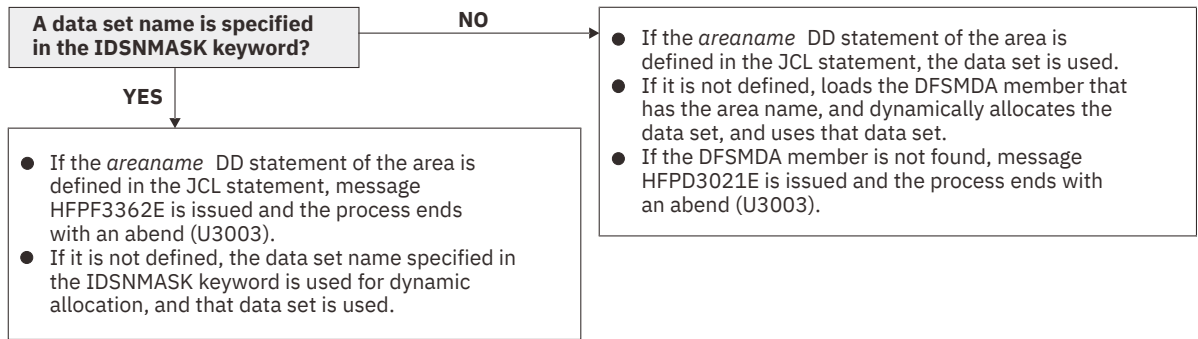 A data set name is specified
in the IDSNMASK keyword?
NO
YES
● If the areaname DD statement of the area is
defined in the JCL statement, the data set is used.
● If it is not defined, loads the DFSMDA member that
has the area name, and dynamically allocates the
data set, and uses that data set.
● If the DFSMDA member is not found, message
HFPD3021E is issued and the process ends with
an abend (U3003).
● If the areaname DD statement of the area is
defined in the JCL statement, message
HFPF3362E is issued and the process ends
with an abend (U3003).
● If it is not defined, the data set name specified in
the IDSNMASK keyword is used for dynamic
allocation, and that data set is used.